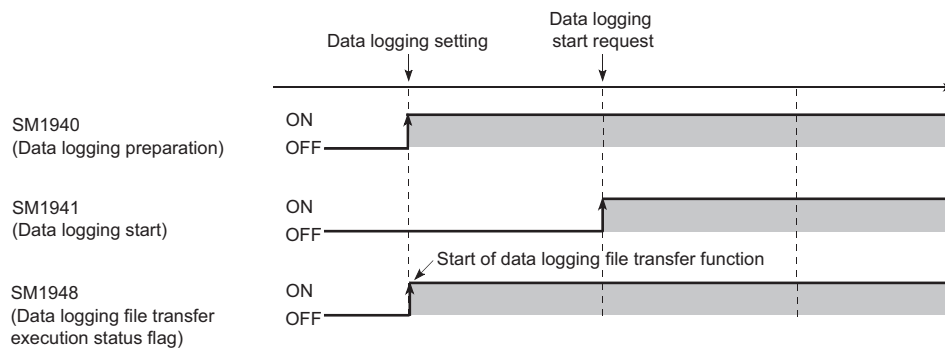 Data logging
start request
Data logging setting
SM1940
(Data logging preparation)
ON
OFF
SM1941
(Data logging start)
ON
OFF
Start of data logging file transfer function
SM1948
(Data logging file transfer
execution status flag)
ON
OFF